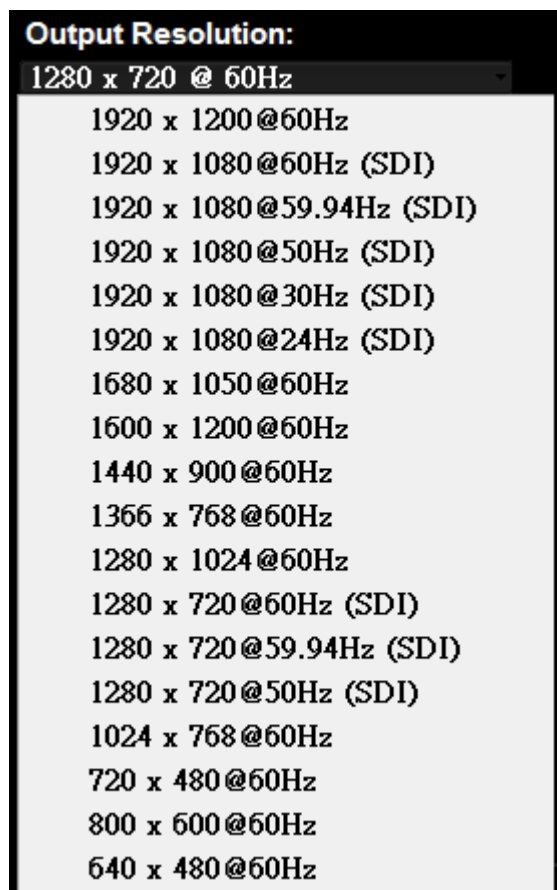 Output Resolution:
1280 x 720 @ 60Hz
1920 x 1200@60Hz
1920 x 1080@60Hz (SDI)
1920 x 1080@59.94Hz (SDI)
1920 x 1080@50Hz (SDI)
1920 x 1080@30Hz (SDI)
1920 x 1080@24Hz (SDI)
1680 x 1050@60Hz
1600 x 1200@60Hz
1440 x 900@60Hz
1366 x 768@60Hz
1280 x 1024@60Hz
1280 x 720@60Hz (SDI)
1280 x 720@59.94Hz (SDI)
1280 x 720@50Hz (SDI)
1024 x 768@60Hz
720 x 480@60Hz
800 x 600@60Hz
640 x 480@60Hz